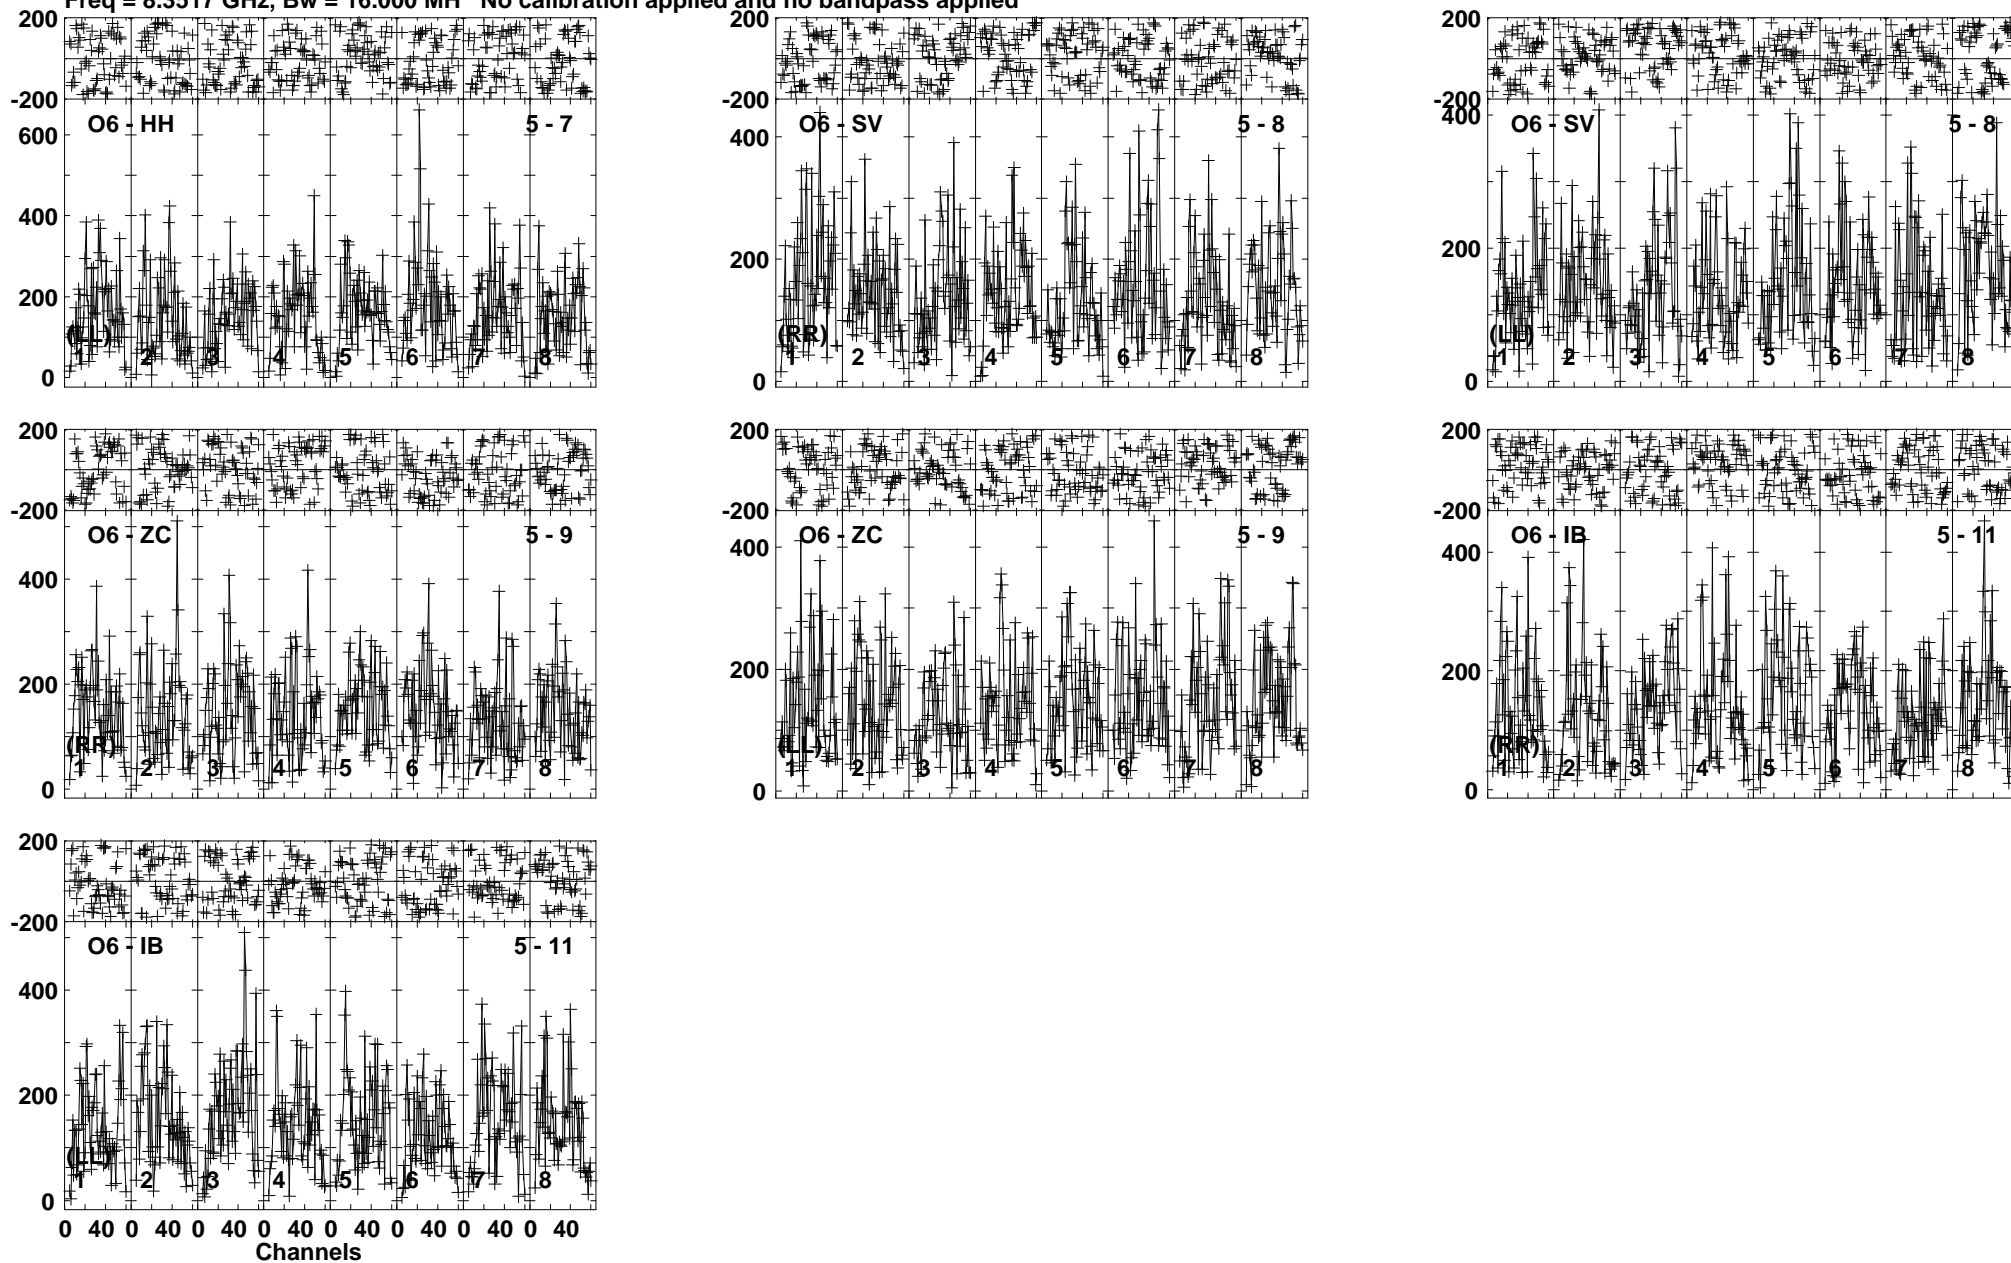 Freq = 8.3517 GHz, Bw = 16.000 MH No calibration applied and no bandpass applied
200
-200
O6 - HH 5 - 7
600
400
200
0
(LL)
1 2 3 4 5 6 7 8
200
-200
O6 - SV 5 - 8
400
200
0
(RR)
1 2 3 4 5 6 7 8
200
-200
O6 - SV 5 - 8
400
200
0
(LL)
1 2 3 4 5 6 7 8
200
-200
O6 - ZC 5 - 9
400
200
0
(RR)
1 2 3 4 5 6 7 8
200
-200
O6 - ZC 5 - 9
400
200
0
(LL)
1 2 3 4 5 6 7 8
200
-200
O6 - IB 5 - 11
400
200
0
(RR)
1 2 3 4 5 6 7 8
200
-200
O6 - IB 5 - 11
400
200
0
(LL)
1 2 3 4 5 6 7 8
0 40 0 40 0 40 0 40 0 40 0 40 0 40 0 40
Channels